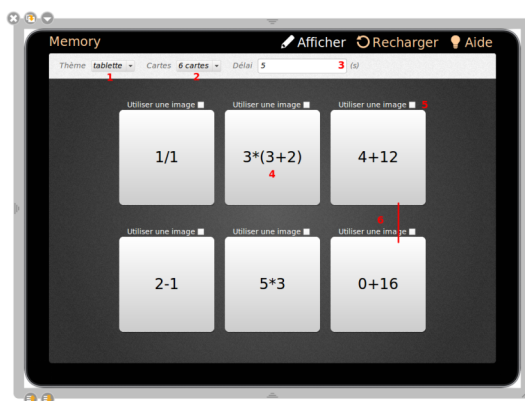 Memory Afficher Recharger Aide
Thème tablette Cartes 6 cartes Délai 5 3 (s)
1 2
Utiliser une image Utiliser une image Utiliser une image 5
1/1 3*(3+2) 4+12
4
6
Utiliser une image Utiliser une image Utiliser une image
2-1 5*3 0+16